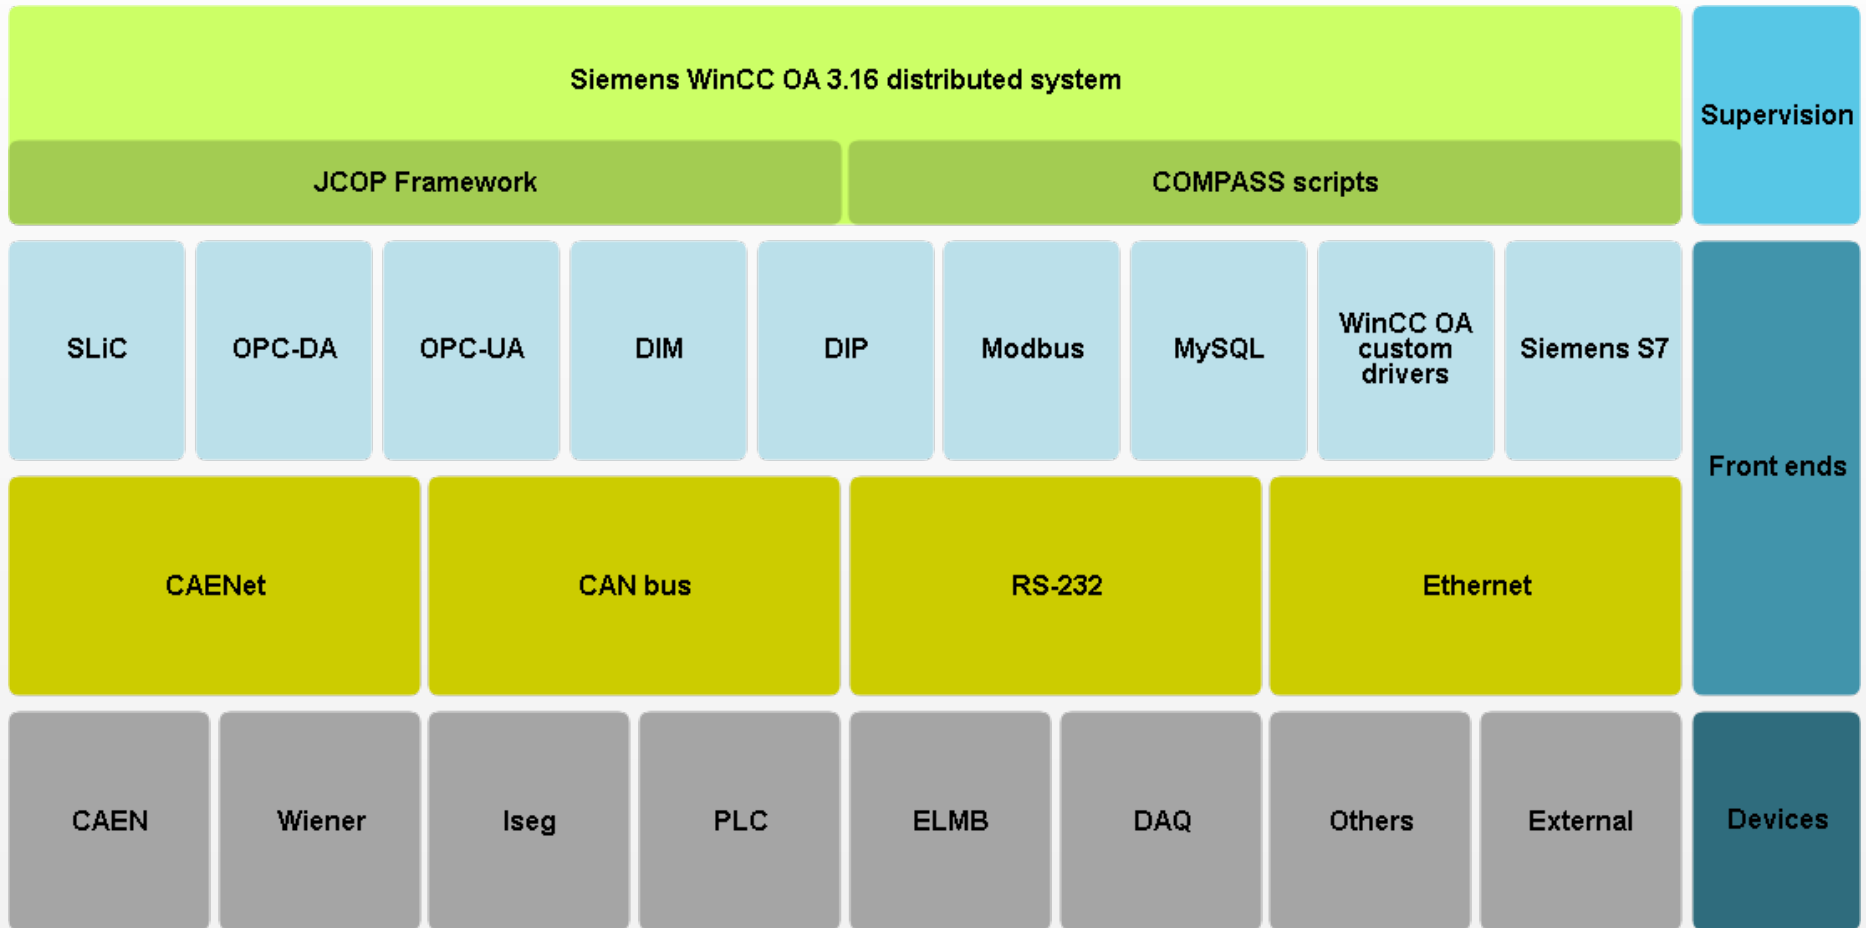 Siemens WinCC OA 3.16 distributed system
Supervision
JCOP Framework
COMPASS scripts
SLiC
OPC-DA
OPC-UA
DIM
DIP
Modbus
MySQL
WinCC OA
custom
drivers
Siemens S7
Front ends
CAENet
CAN bus
RS-232
Ethernet
CAEN
Wiener
Iseg
PLC
ELMB
DAQ
Others
External
Devices